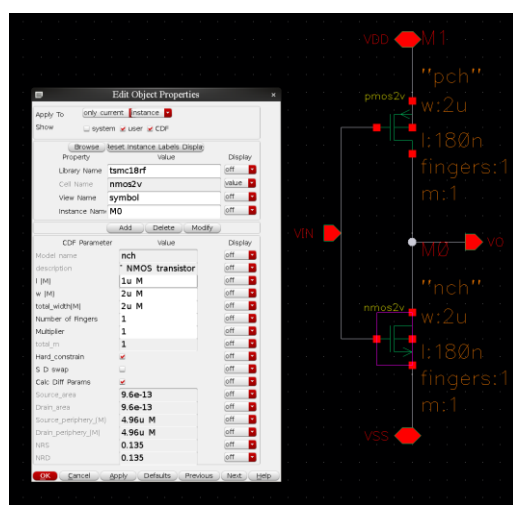 Edit Object Properties
×
Apply To only current instance
Show system user CDF
Browse Reset Instance Labels Display
Property Value Display
Library Name tsmc18rf off
Cell Name nmos2v value
View Name symbol off
Instance Name M0 off
Add Delete Modify
CDF Parameter Value Display
Model name nch off
description NMOS transistor off
l (M) 1u M off
w (M) 2u M off
total_width(M) 2u M off
Number of Fingers 1 off
Multiplier 1 off
total_m 1 off
Hard_constrain off
S D swap off
Calc Diff Params off
Source_area 9.6e-13 off
Drain_area 9.6e-13 off
Source_periphery_(M) 4.96u M off
Drain_periphery_(M) 4.96u M off
NRS 0.135 off
NRD 0.135 off
OK Cancel Apply Defaults Previous Next Help
VDD M1
"pch"
pmos2v w:2u
l:180n
fingers:1
m:1
VIN
VO
M0
"nch"
nmos2v w:2u
l:180n
fingers:1
m:1
VSS